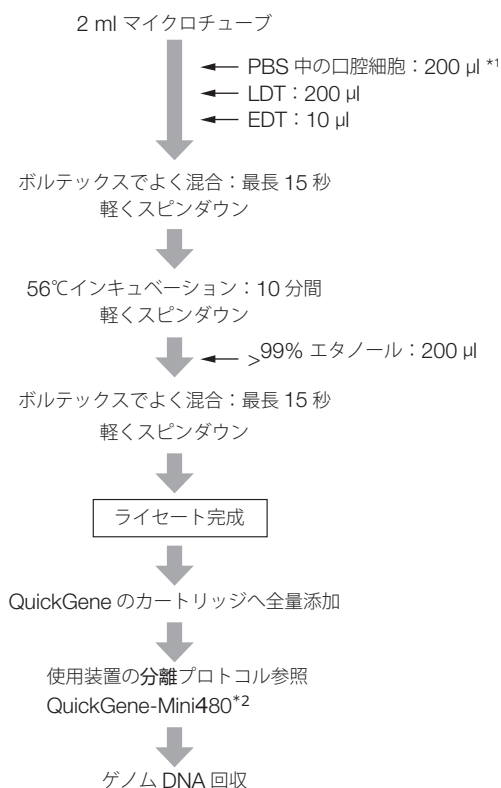 2 ml マイクロチューブ
PBS 中の口腔細胞：200 µl *1
LDT：200 µl
EDT：10 µl
ボルテックスでよく混合：最長 15 秒
軽くスピンダウン
56℃インキュベーション：10 分間
軽くスピンダウン
>99% エタノール：200 µl
ボルテックスでよく混合：最長 15 秒
軽くスピンダウン
ライセート完成
QuickGene のカートリッジへ全量添加
使用装置の分離プロトコル参照
QuickGene-Mini480*2
ゲノム DNA 回収